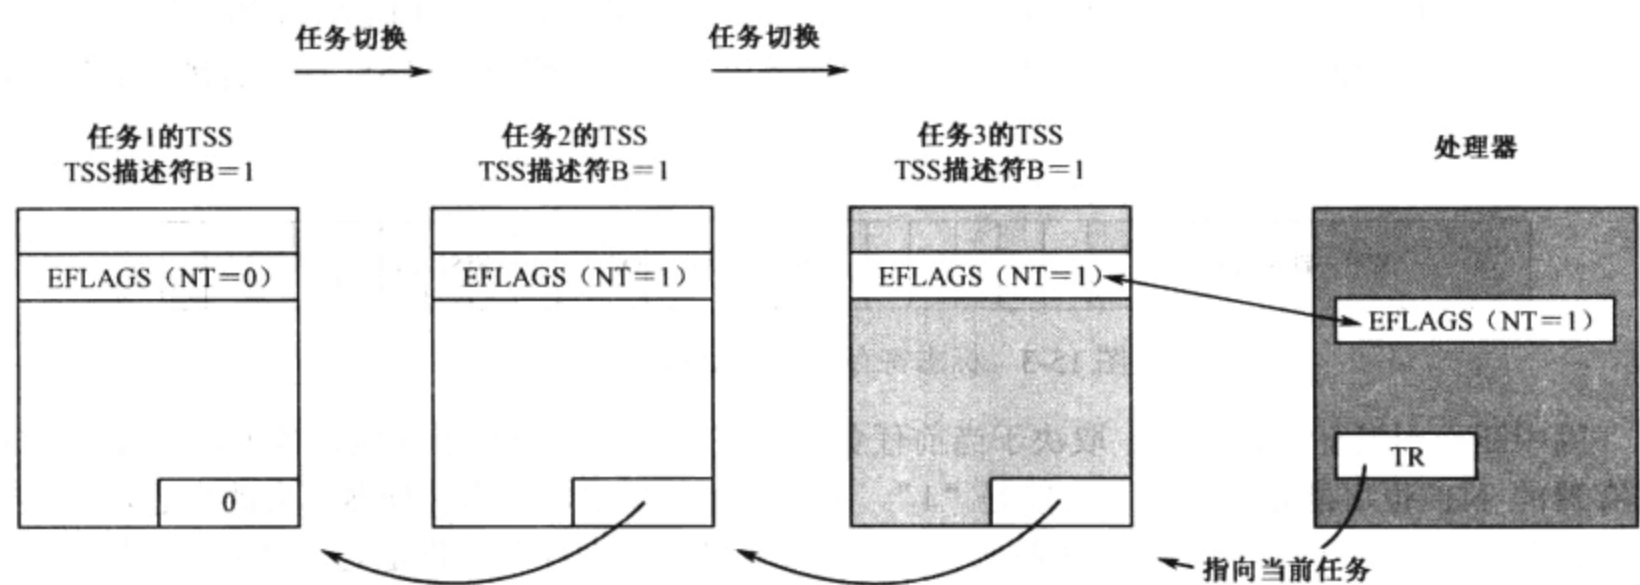 任务切换
任务切换
任务1的TSS
TSS描述符B＝1
任务2的TSS
TSS描述符B＝1
任务3的TSS
TSS描述符B＝1
处理器
EFLAGS（NT＝0）
EFLAGS（NT＝1）
EFLAGS（NT＝1）
EFLAGS（NT＝1）
TR
0
指向当前任务